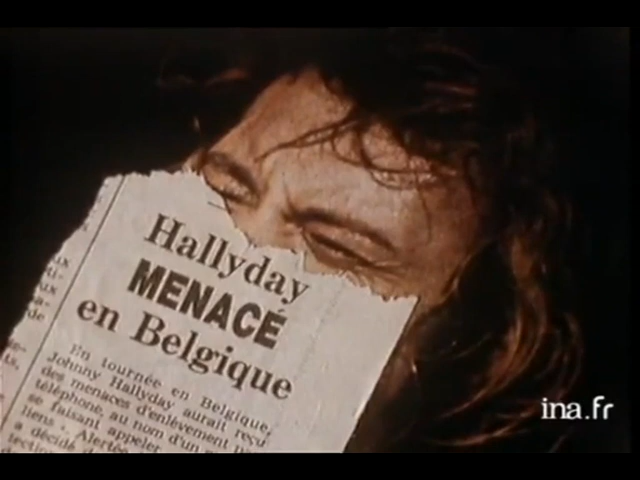 Hallyday
MENACÉ
en Belgique
En tournée en Belgique,
Johnny Hallyday aurait reçu
des menaces d'enlèvement
téléphone, au nom d'un
se faisant appeler
liens". Alertée
a décidé
ina.fr